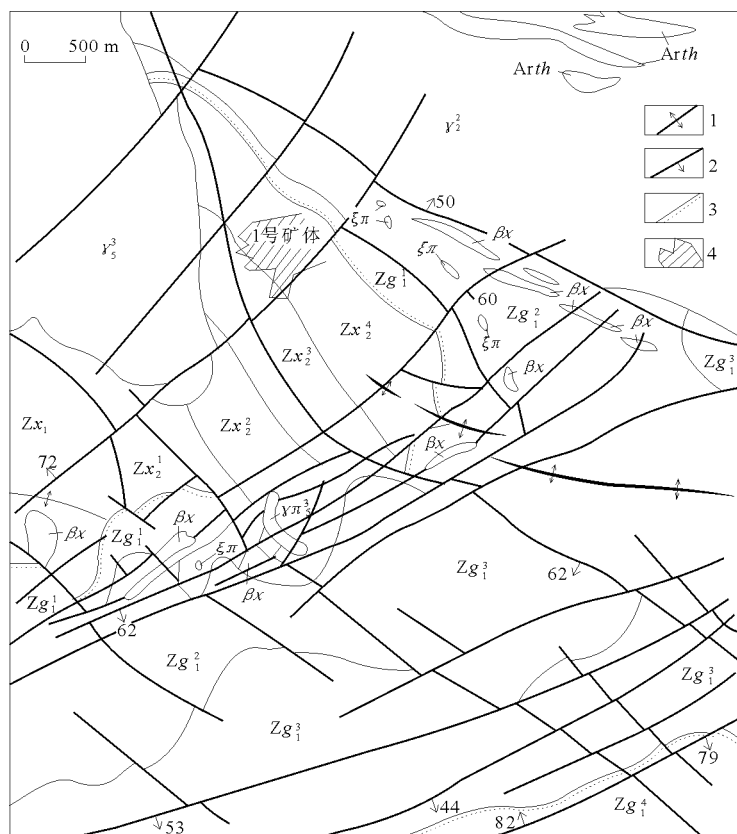 0 500 m
Arth
Arth
1
γ₂²
2
50
ξπ
3
βx
1号矿体
γ₅³
ξπ
4
Zg₁¹
βx
60
Zg₁²
βx
Zx₂⁴
ξπ
Zx₂³
Zg₁³
βx
Zx₁
Zx₂²
72
Zx₂¹
βx
βx
γπ₅³
βx
Zg₁¹
ξπ
Zg₁³
62
Zg₁¹
βx
62
Zg₁²
Zg₁³
Zg₁³
79
44
53
82
Zg₁⁴